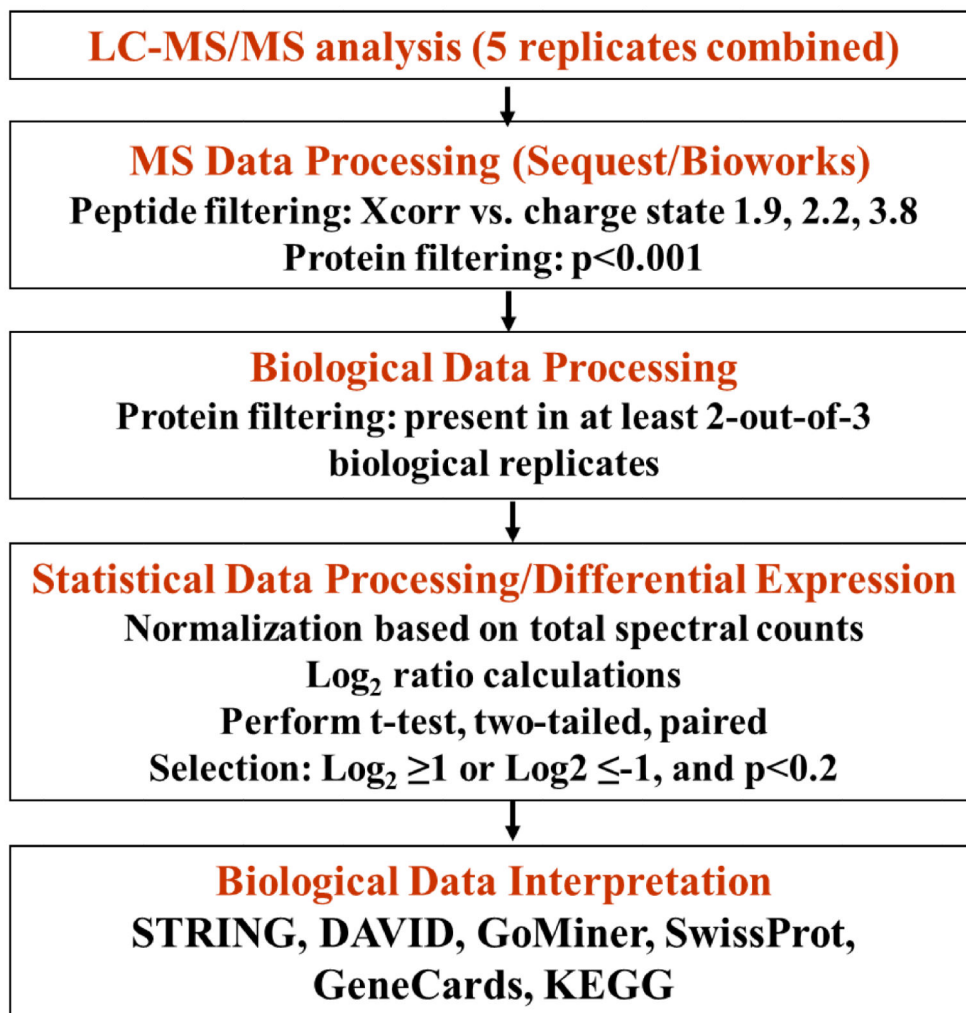 LC-MS/MS analysis (5 replicates combined)
MS Data Processing (Sequest/Bioworks)
Peptide filtering: Xcorr vs. charge state 1.9, 2.2, 3.8
Protein filtering: p<0.001
Biological Data Processing
Protein filtering: present in at least 2-out-of-3
biological replicates
Statistical Data Processing/Differential Expression
Normalization based on total spectral counts
Log₂ ratio calculations
Perform t-test, two-tailed, paired
Selection: Log₂ ≥1 or Log2 ≤-1, and p<0.2
Biological Data Interpretation
STRING, DAVID, GoMiner, SwissProt,
GeneCards, KEGG